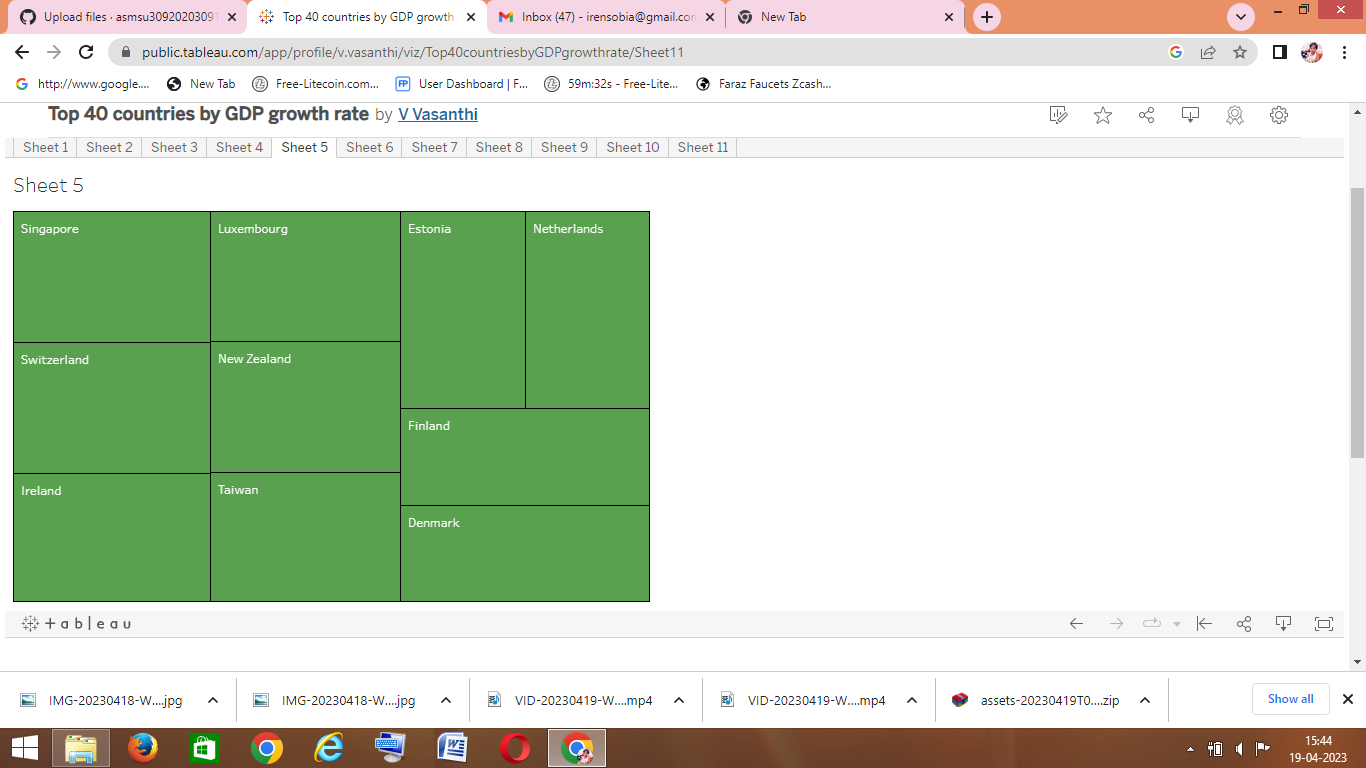 Upload files · asmsu30920203091
Top 40 countries by GDP growth
Inbox (47) - irensobia@gmail.con
New Tab
public.tableau.com/app/profile/v.vasanthi/viz/Top40countriesbyGDPgrowthrate/Sheet11
http://www.google....
New Tab
Free-Litecoin.com...
User Dashboard | F...
59m:32s - Free-Lite...
Faraz Faucets Zcash...
Top 40 countries by GDP growth rate by V Vasanthi
Sheet 1 Sheet 2 Sheet 3 Sheet 4 Sheet 5 Sheet 6 Sheet 7 Sheet 8 Sheet 9 Sheet 10 Sheet 11
Sheet 5
Singapore
Luxembourg
Estonia
Netherlands
Switzerland
New Zealand
Finland
Ireland
Taiwan
Denmark
+ a b | e a u
IMG-20230418-W....jpg
IMG-20230418-W....jpg
VID-20230419-W....mp4
VID-20230419-W....mp4
assets-20230419T0....zip
Show all
15:44
19-04-2023